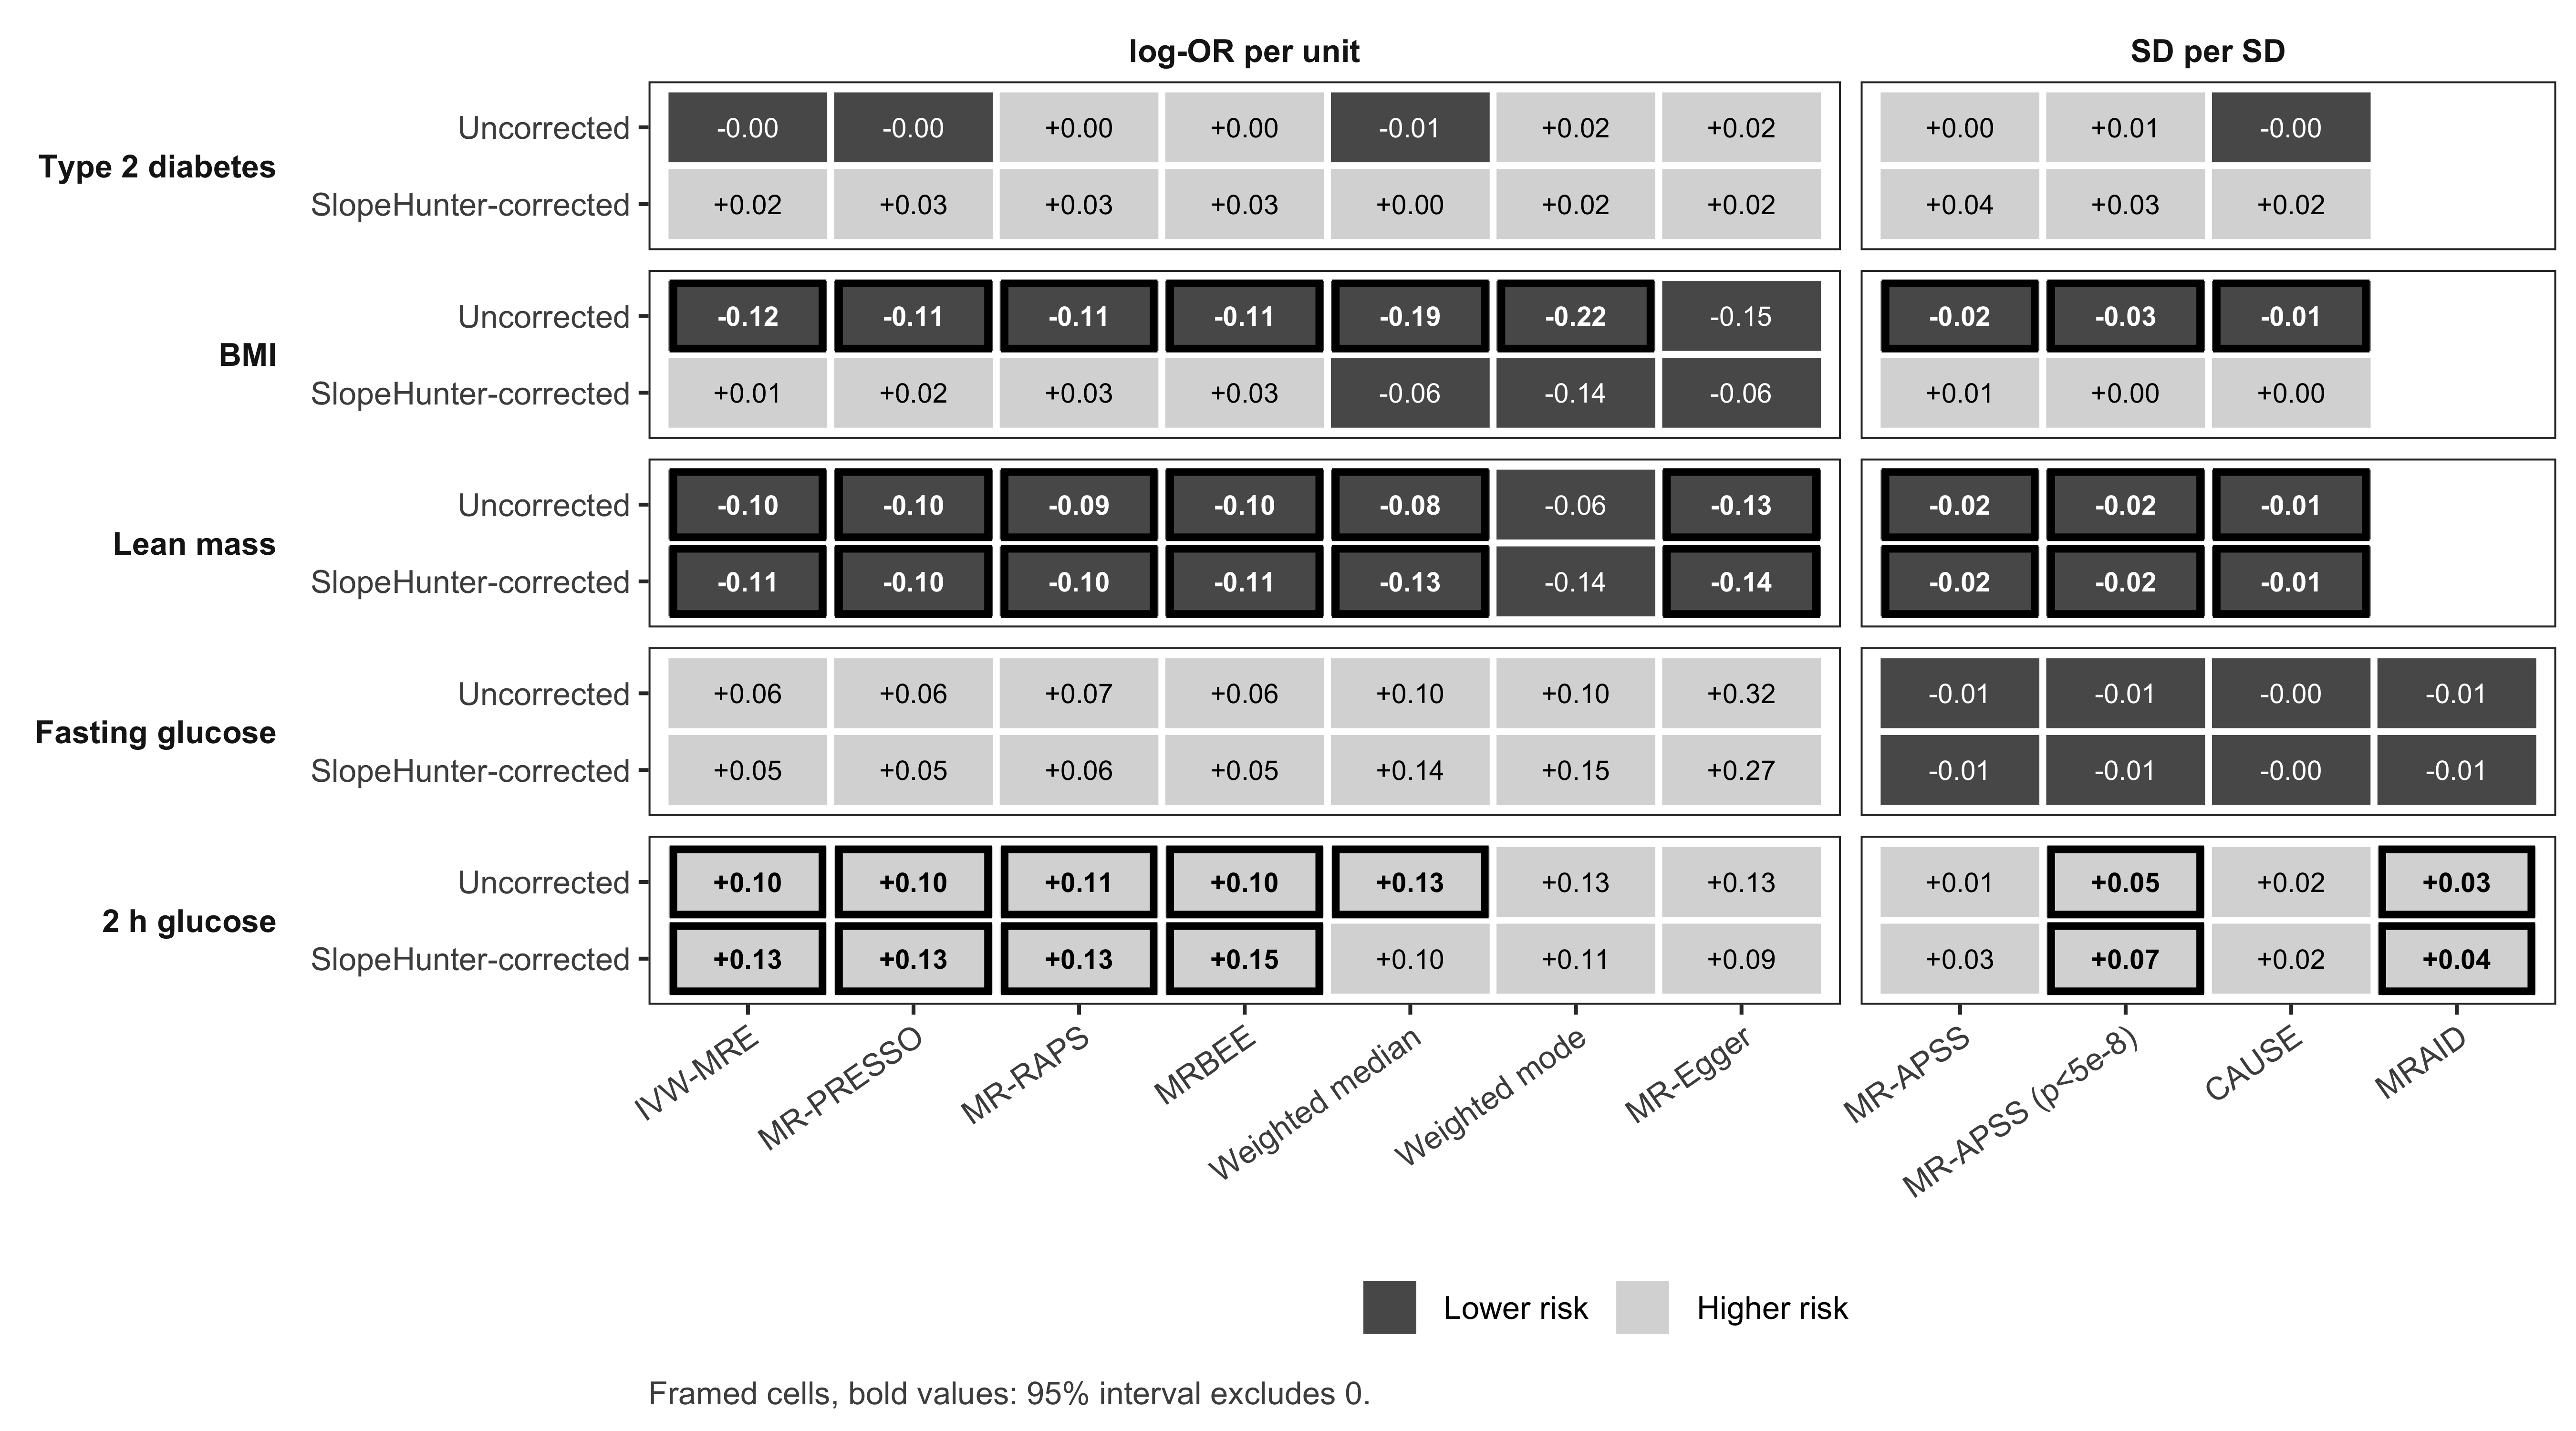 log-OR per unit SD per SD
Type 2 diabetes
Uncorrected -0.00 -0.00 +0.00 +0.00 -0.01 +0.02 +0.02 +0.00 +0.01 -0.00
SlopeHunter-corrected +0.02 +0.03 +0.03 +0.03 +0.00 +0.02 +0.02 +0.04 +0.03 +0.02
BMI
Uncorrected -0.12 -0.11 -0.11 -0.11 -0.19 -0.22 -0.15 -0.02 -0.03 -0.01
SlopeHunter-corrected +0.01 +0.02 +0.03 +0.03 -0.06 -0.14 -0.06 +0.01 +0.00 +0.00
Lean mass
Uncorrected -0.10 -0.10 -0.09 -0.10 -0.08 -0.06 -0.13 -0.02 -0.02 -0.01
SlopeHunter-corrected -0.11 -0.10 -0.10 -0.11 -0.13 -0.14 -0.14 -0.02 -0.02 -0.01
Fasting glucose
Uncorrected +0.06 +0.06 +0.07 +0.06 +0.10 +0.10 +0.32 -0.01 -0.01 -0.00 -0.01
SlopeHunter-corrected +0.05 +0.05 +0.06 +0.05 +0.14 +0.15 +0.27 -0.01 -0.01 -0.00 -0.01
2 h glucose
Uncorrected +0.10 +0.10 +0.11 +0.10 +0.13 +0.13 +0.13 +0.01 +0.05 +0.02 +0.03
SlopeHunter-corrected +0.13 +0.13 +0.13 +0.15 +0.10 +0.11 +0.09 +0.03 +0.07 +0.02 +0.04
IVW-MRE
MR-PRESSO
MR-RAPS
MRBEE
Weighted median
Weighted mode
MR-Egger
MR-APSS
MR-APSS (p<5e-8)
CAUSE
MRAID
Lower risk Higher risk
Framed cells, bold values: 95% interval excludes 0.